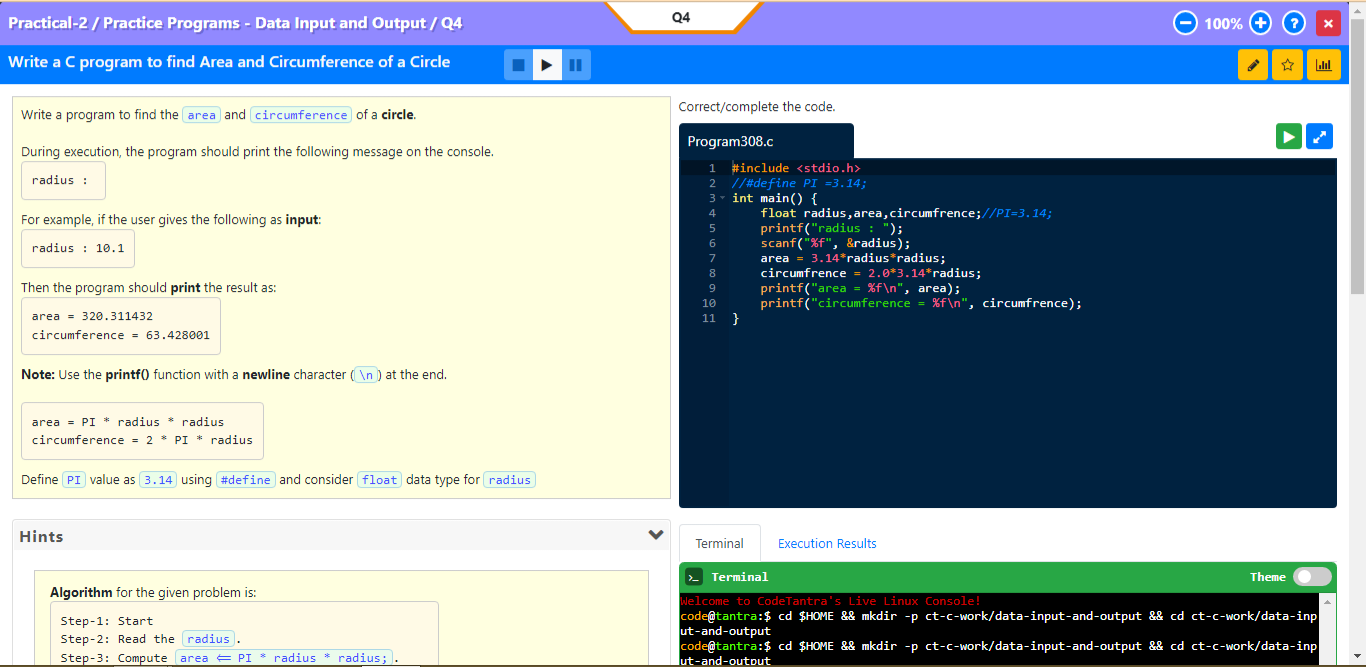 Practical-2 / Practice Programs - Data Input and Output / Q4
Q4
100%
?
Write a C program to find Area and Circumference of a Circle
Write a program to find the area and circumference of a circle.
During execution, the program should print the following message on the console.
radius :
For example, if the user gives the following as input:
radius : 10.1
Then the program should print the result as:
area = 320.311432
circumference = 63.428001
Note: Use the printf() function with a newline character (\n) at the end.
area = PI * radius * radius
circumference = 2 * PI * radius
Define PI value as 3.14 using #define and consider float data type for radius
Hints
Algorithm for the given problem is:
Step-1: Start
Step-2: Read the radius.
Step-3: Compute area ⟸ PI * radius * radius;.
Correct/complete the code.
Program308.c
1 #include <stdio.h>
2 //#define PI =3.14;
3 int main() {
4 float radius,area,circumfrence;//PI=3.14;
5 printf("radius : ");
6 scanf("%f", &radius);
7 area = 3.14*radius*radius;
8 circumfrence = 2.0*3.14*radius;
9 printf("area = %f\n", area);
10 printf("circumference = %f\n", circumfrence);
11 }
Terminal Execution Results
Terminal Theme
Welcome to CodeTantra's Live Linux Console!
code@tantra:$ cd $HOME && mkdir -p ct-c-work/data-input-and-output && cd ct-c-work/data-inp
ut-and-output
code@tantra:$ cd $HOME && mkdir -p ct-c-work/data-input-and-output && cd ct-c-work/data-inp
ut-and-output